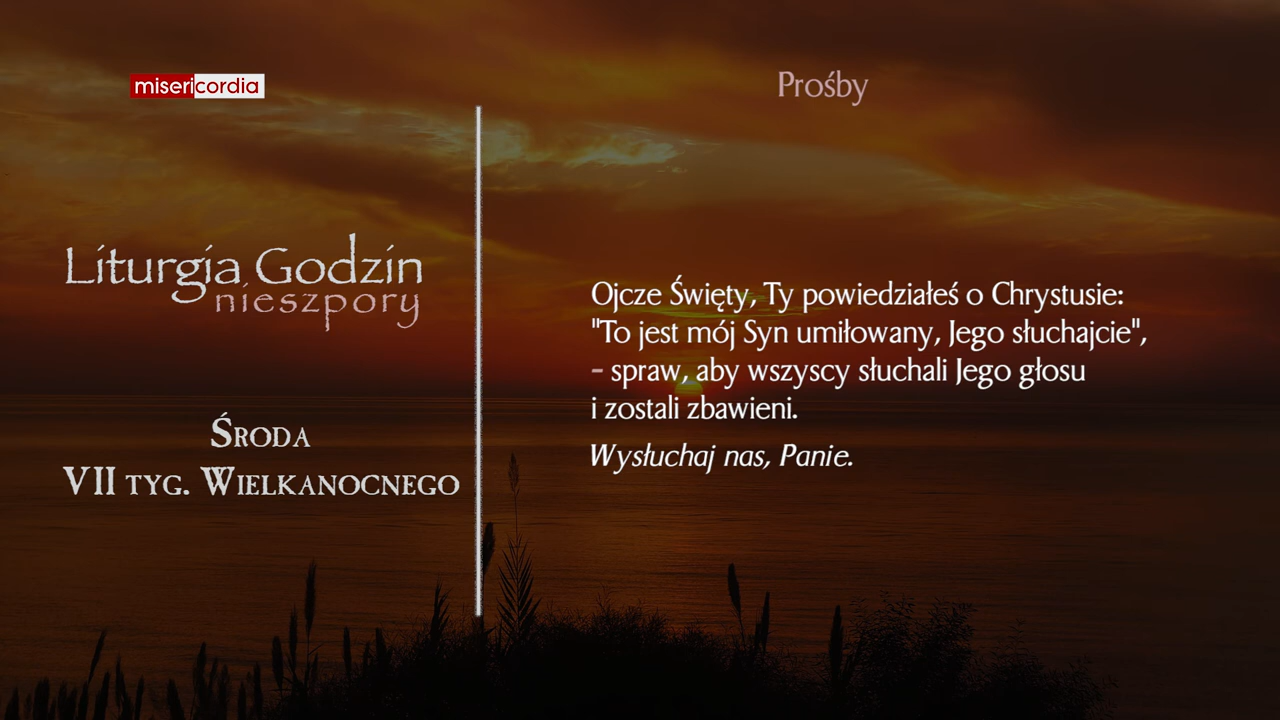 misericordia
Liturgia Godzin
nieszpory
Środa
VII tyg. Wielkanocnego
Prośby
Ojcze Święty, Ty powiedziałeś o Chrystusie:
"To jest mój Syn umiłowany, Jego słuchajcie",
- spraw, aby wszyscy słuchali Jego głosu
i zostali zbawieni.
Wysłuchaj nas, Panie.